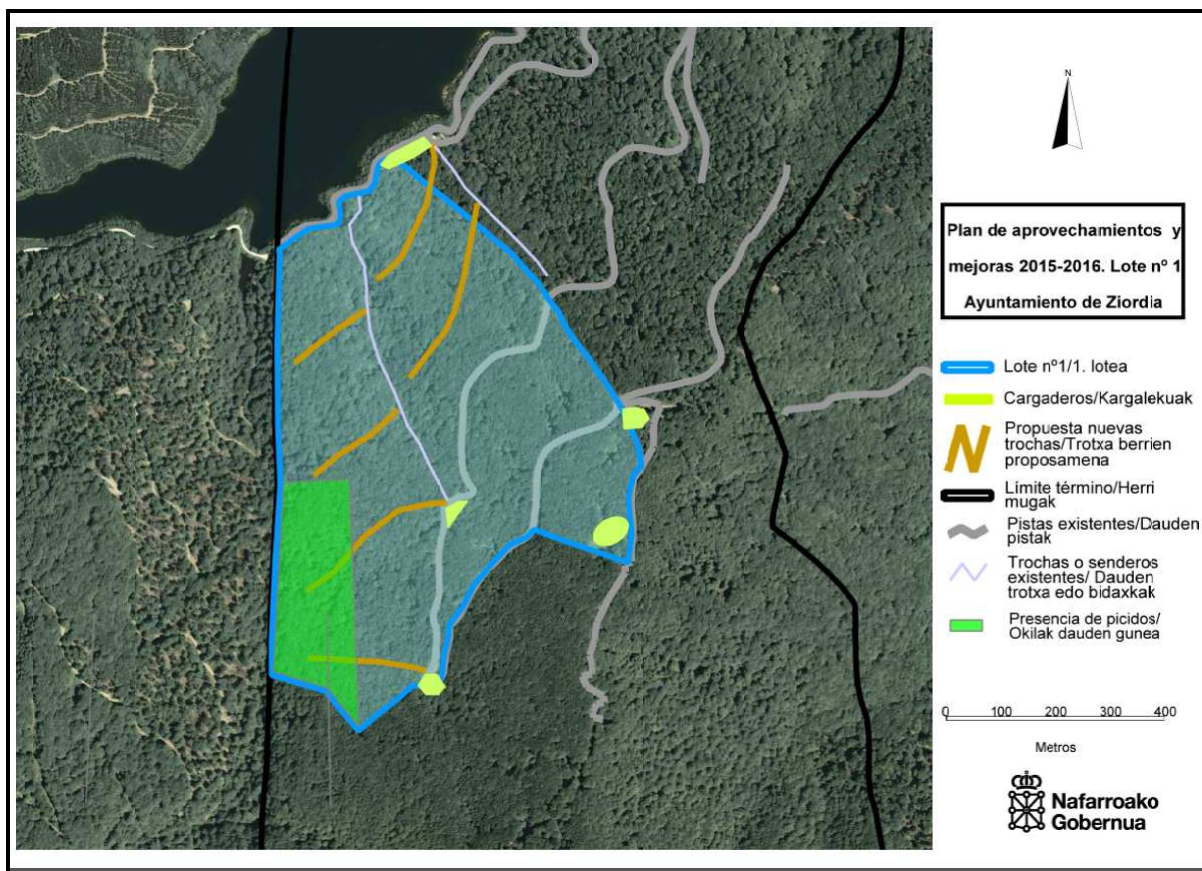 N
Plan de aprovechamientos y
mejoras 2015-2016. Lote nº 1
Ayuntamiento de Ziordia
Lote nº1/1. lotea
Cargaderos/Kargalekuak
Propuesta nuevas
trochas/Trotxa berrien
proposamena
Límite término/Herri
mugak
Pistas existentes/Dauden
pistak
Trochas o senderos
existentes/ Dauden
trotxa edo bidaxkak
Presencia de picidos/
Okilak dauden gunea
0 100 200 300 400
Metros
Nafarroako
Gobernua